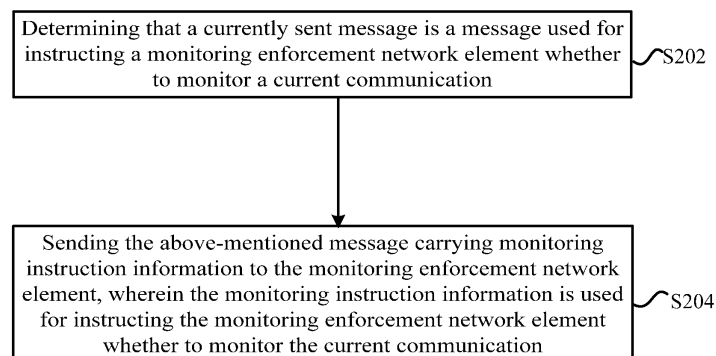 Determining that a currently sent message is a message used for
instructing a monitoring enforcement network element whether
to monitor a current communication
S202
Sending the above-mentioned message carrying monitoring
instruction information to the monitoring enforcement network
element, wherein the monitoring instruction information is used
for instructing the monitoring enforcement network element
whether to monitor the current communication
S204